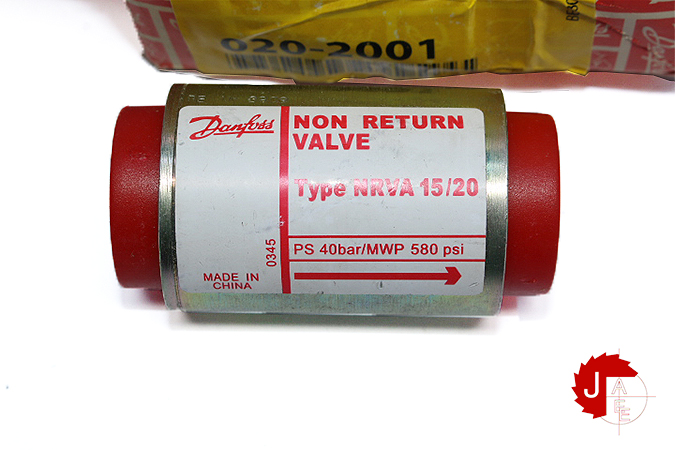 020-2001
Danfoss
NON RETURN
VALVE
Type NRVA 15/20
0345
PS 40bar/MWP 580 psi
MADE IN
CHINA
J
A
E
E